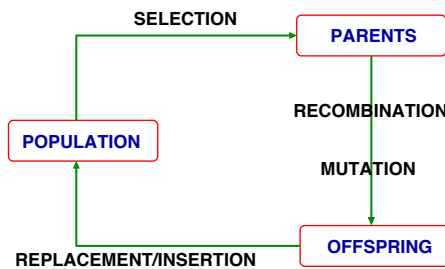 SELECTION
PARENTS
RECOMBINATION
POPULATION
MUTATION
OFFSPRING
REPLACEMENT/INSERTION